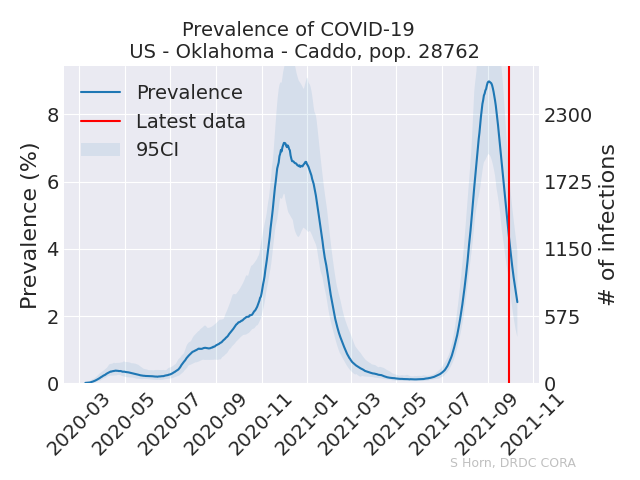 Prevalence of COVID-19
US - Oklahoma - Caddo, pop. 28762
Prevalence
Latest data
95CI
Prevalence (%)
8
6
4
2
0
# of infections
2300
1725
1150
575
0
2020-03
2020-05
2020-07
2020-09
2020-11
2021-01
2021-03
2021-05
2021-07
2021-09
2021-11
S Horn, DRDC CORA